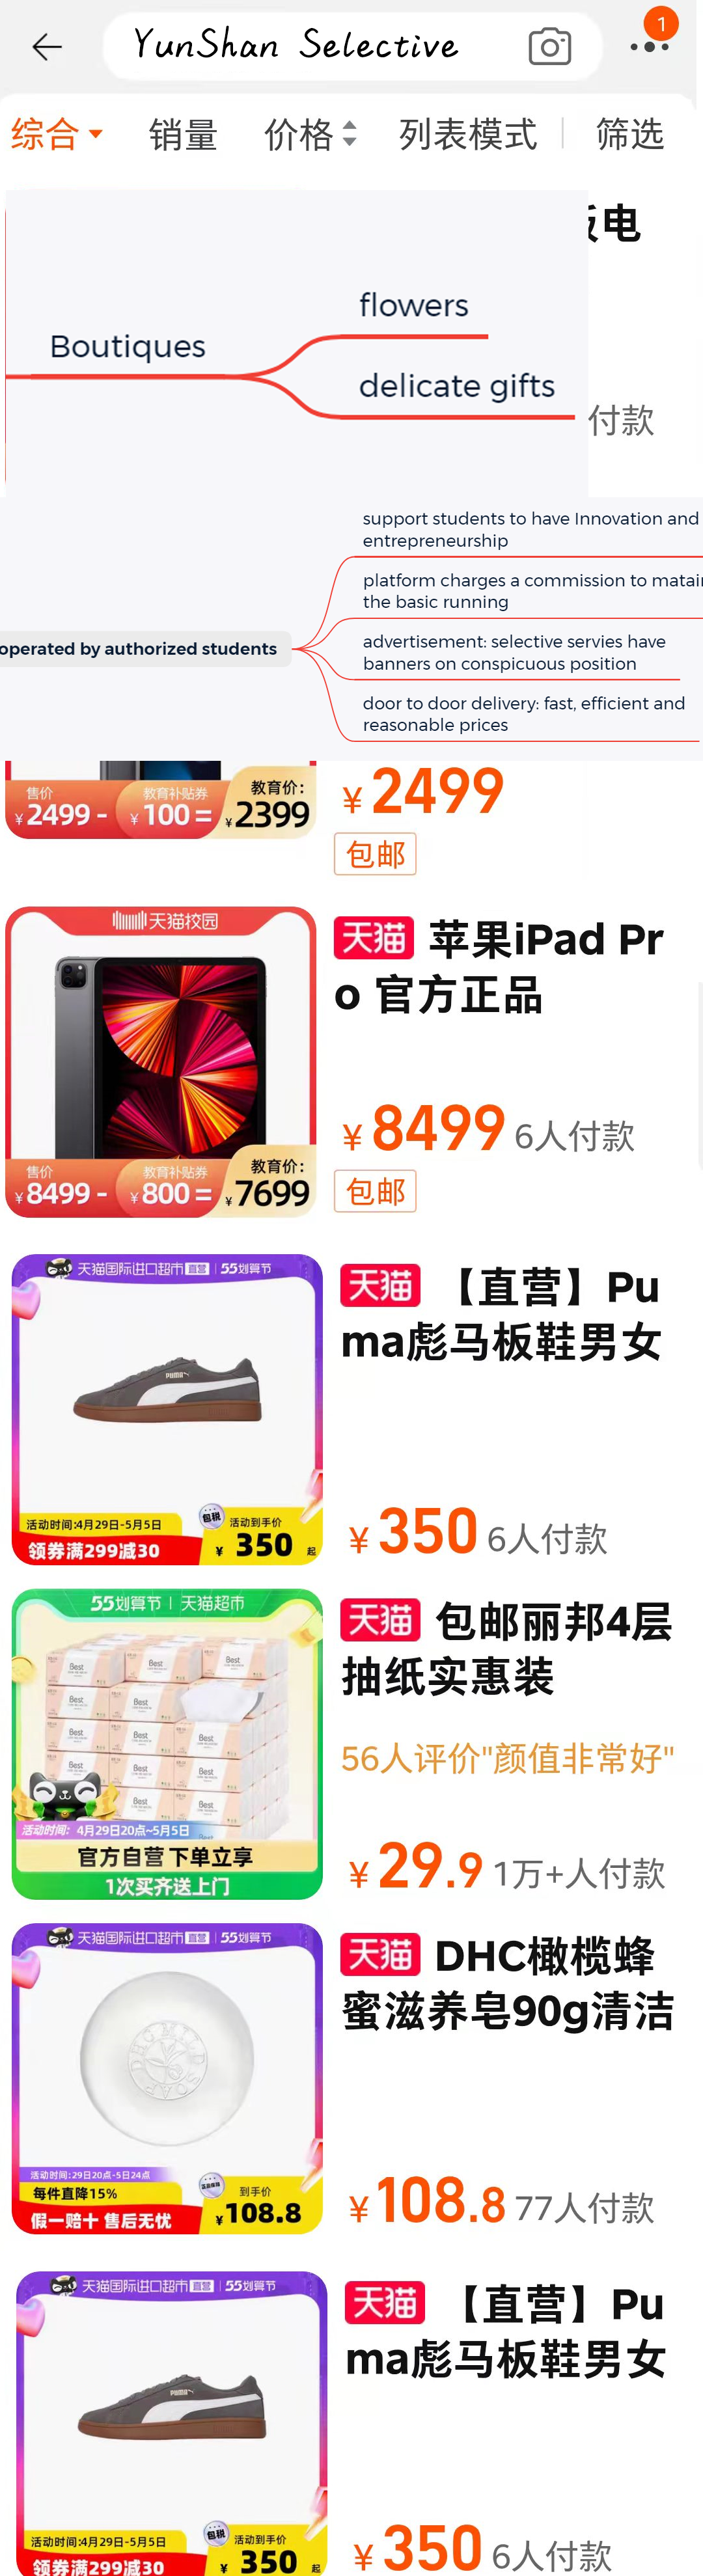 YunShan Selective
1
综合 销量 价格 列表模式 筛选
电
flowers
Boutiques
delicate gifts
付款
support students to have Innovation and
entrepreneurship
platform charges a commission to matai
the basic running
operated by authorized students
advertisement: selective servies have
banners on conspicuous position
door to door delivery: fast, efficient and
reasonable prices
售价 教育补贴券 教育价:
¥2499 - ¥100 = ¥2399
¥2499
包邮
天猫校园
售价 教育补贴券 教育价:
¥8499 - ¥800 = ¥7699
天猫 苹果iPad Pr
o 官方正品
¥8499 6人付款
包邮
天猫国际进口超市 直营 55划算节
PUMA
活动时间:4月29日-5月5日
领券满299减30
包税 活动到手价
¥ 350 起
天猫 【直营】Pu
ma彪马板鞋男女
¥350 6人付款
55划算节 天猫超市
Best
Best
Best
Best
Best
Best
Best
Best
Best
Best
Best
活动时间: 4月29日20点~5月5日
官方自营 下单立享
1次买齐送上门
天猫 包邮丽邦4层
抽纸实惠装
56人评价"颜值非常好"
¥29.9 1万+人付款
天猫国际进口超市 直营 55划算节
活动时间:29日20点-5日24点
每件直降15%
假一赔十 售后无忧
到手价
¥108.8
天猫 DHC橄榄蜂
蜜滋养皂90g清洁
¥108.8 77人付款
天猫国际进口超市 直营 55划算节
PUMA
活动时间:4月29日-5月5日
领券满299减30
包税 活动到手价
¥ 350 起
天猫 【直营】Pu
ma彪马板鞋男女
¥350 6人付款